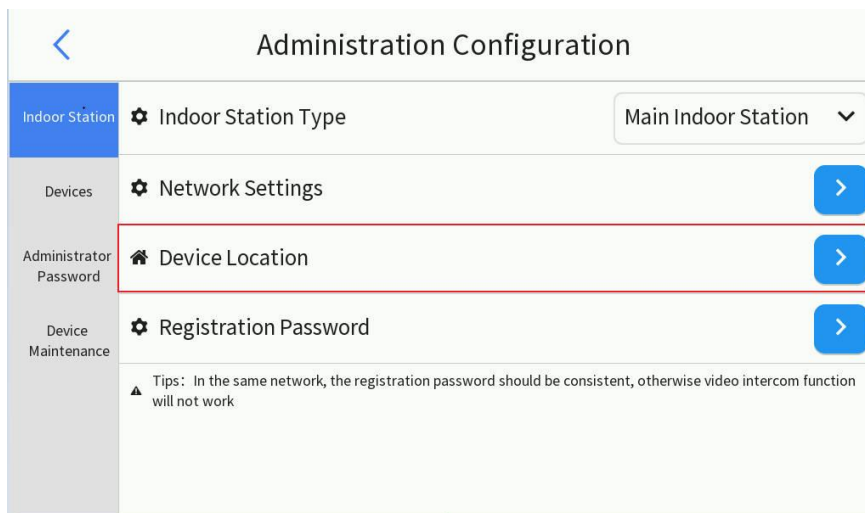 Administration Configuration
Indoor Station
Indoor Station Type
Main Indoor Station
Devices
Network Settings
Administrator
Password
Device Location
Device
Maintenance
Registration Password
Tips： In the same network, the registration password should be consistent, otherwise video intercom function
will not work